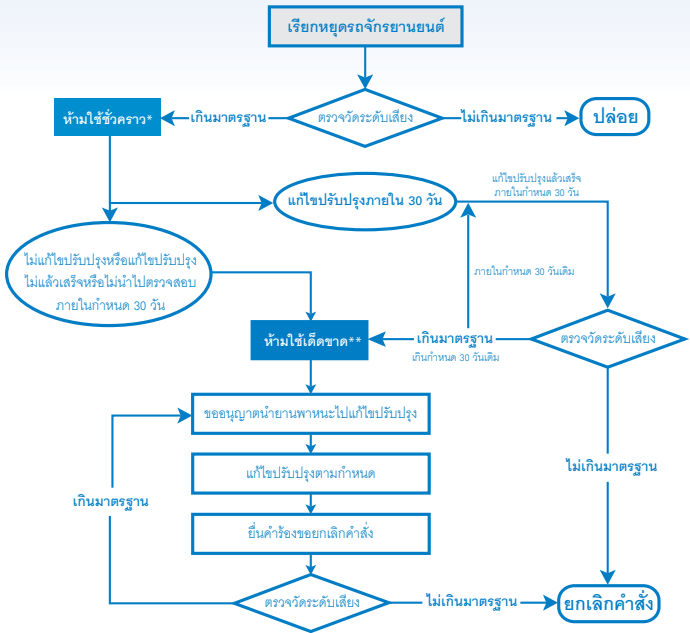 เรียกหยุดรถจักรยานยนต์
ห้ามใช้ชั่วคราว*
เกินมาตรฐาน
ตรวจวัดระดับเสียง
ไม่เกินมาตรฐาน
ปล่อย
แก้ไขปรับปรุงแล้วเสร็จ
ภายในกำหนด 30 วัน
แก้ไขปรับปรุงภายใน 30 วัน
ไม่แก้ไขปรับปรุงหรือแก้ไขปรับปรุง
ไม่แล้วเสร็จหรือไม่นำไปตรวจสอบ
ภายในกำหนด 30 วัน
ภายในกำหนด 30 วันเดิม
ห้ามใช้เด็ดขาด**
เกินมาตรฐาน
เกินกำหนด 30 วันเดิม
ตรวจวัดระดับเสียง
ขออนุญาตนำยานพาหนะไปแก้ไขปรับปรุง
แก้ไขปรับปรุงตามกำหนด
ไม่เกินมาตรฐาน
เกินมาตรฐาน
ยื่นคำร้องขอยกเลิกคำสั่ง
ตรวจวัดระดับเสียง
ไม่เกินมาตรฐาน
ยกเลิกคำสั่ง